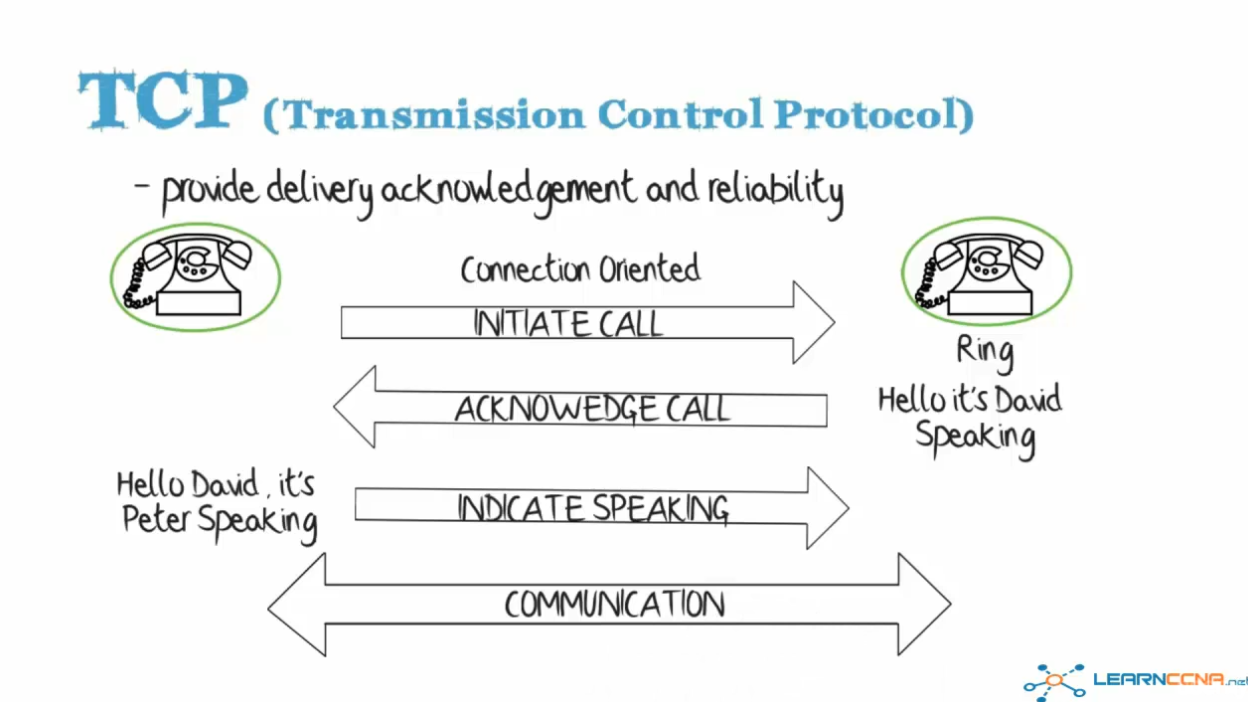 TCP (Transmission Control Protocol)
- provide delivery acknowledgement and reliability
Connection Oriented
INITIATE CALL
Ring
ACKNOWEDGE CALL
Hello it's David
Speaking
Hello David, it's
Peter Speaking
INDICATE SPEAKING
COMMUNICATION
LEARNCCNA.net